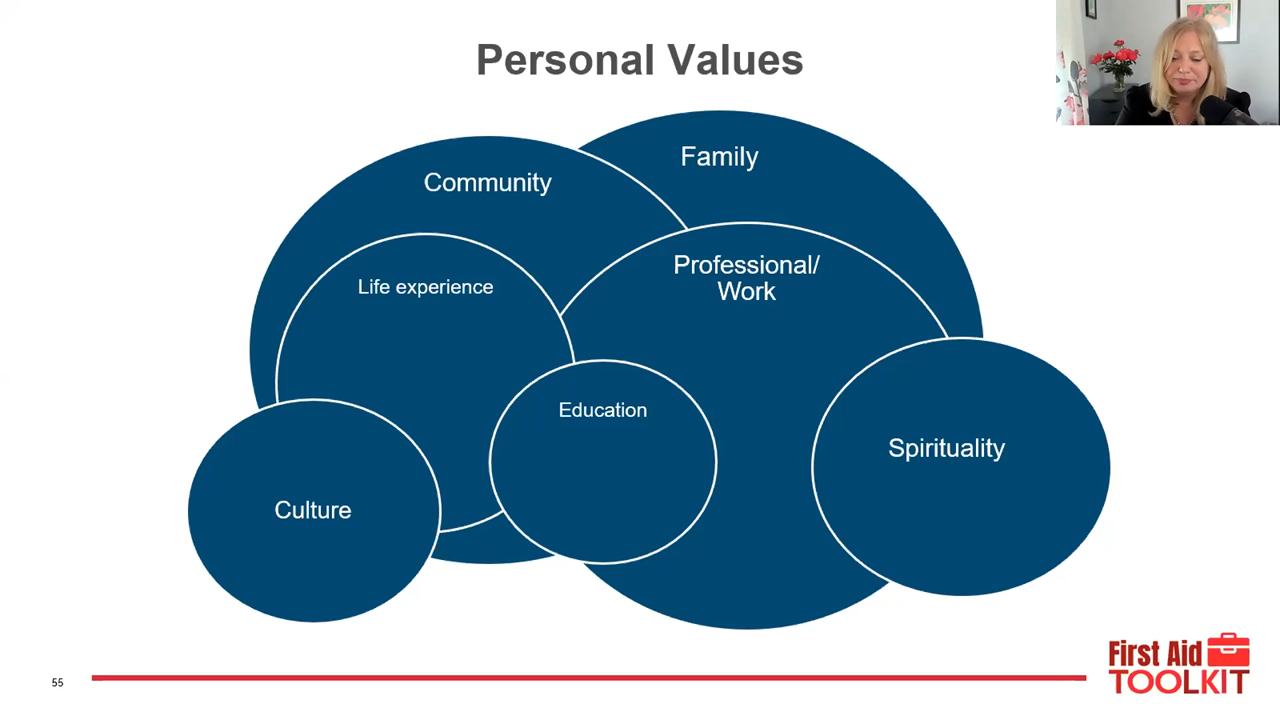 Personal Values
Family
Community
Professional/
Work
Life experience
Education
Spirituality
Culture
55
First Aid
TOOLKIT